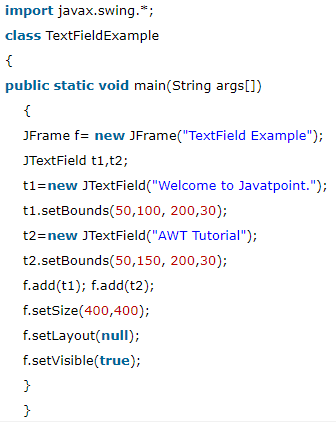 import javax.swing.*;
class TextFieldExample
{
public static void main(String args[])
{
JFrame f= new JFrame("TextField Example");
JTextField t1,t2;
t1=new JTextField("Welcome to Javatpoint.");
t1.setBounds(50,100, 200,30);
t2=new JTextField("AWT Tutorial");
t2.setBounds(50,150, 200,30);
f.add(t1); f.add(t2);
f.setSize(400,400);
f.setLayout(null);
f.setVisible(true);
}
}